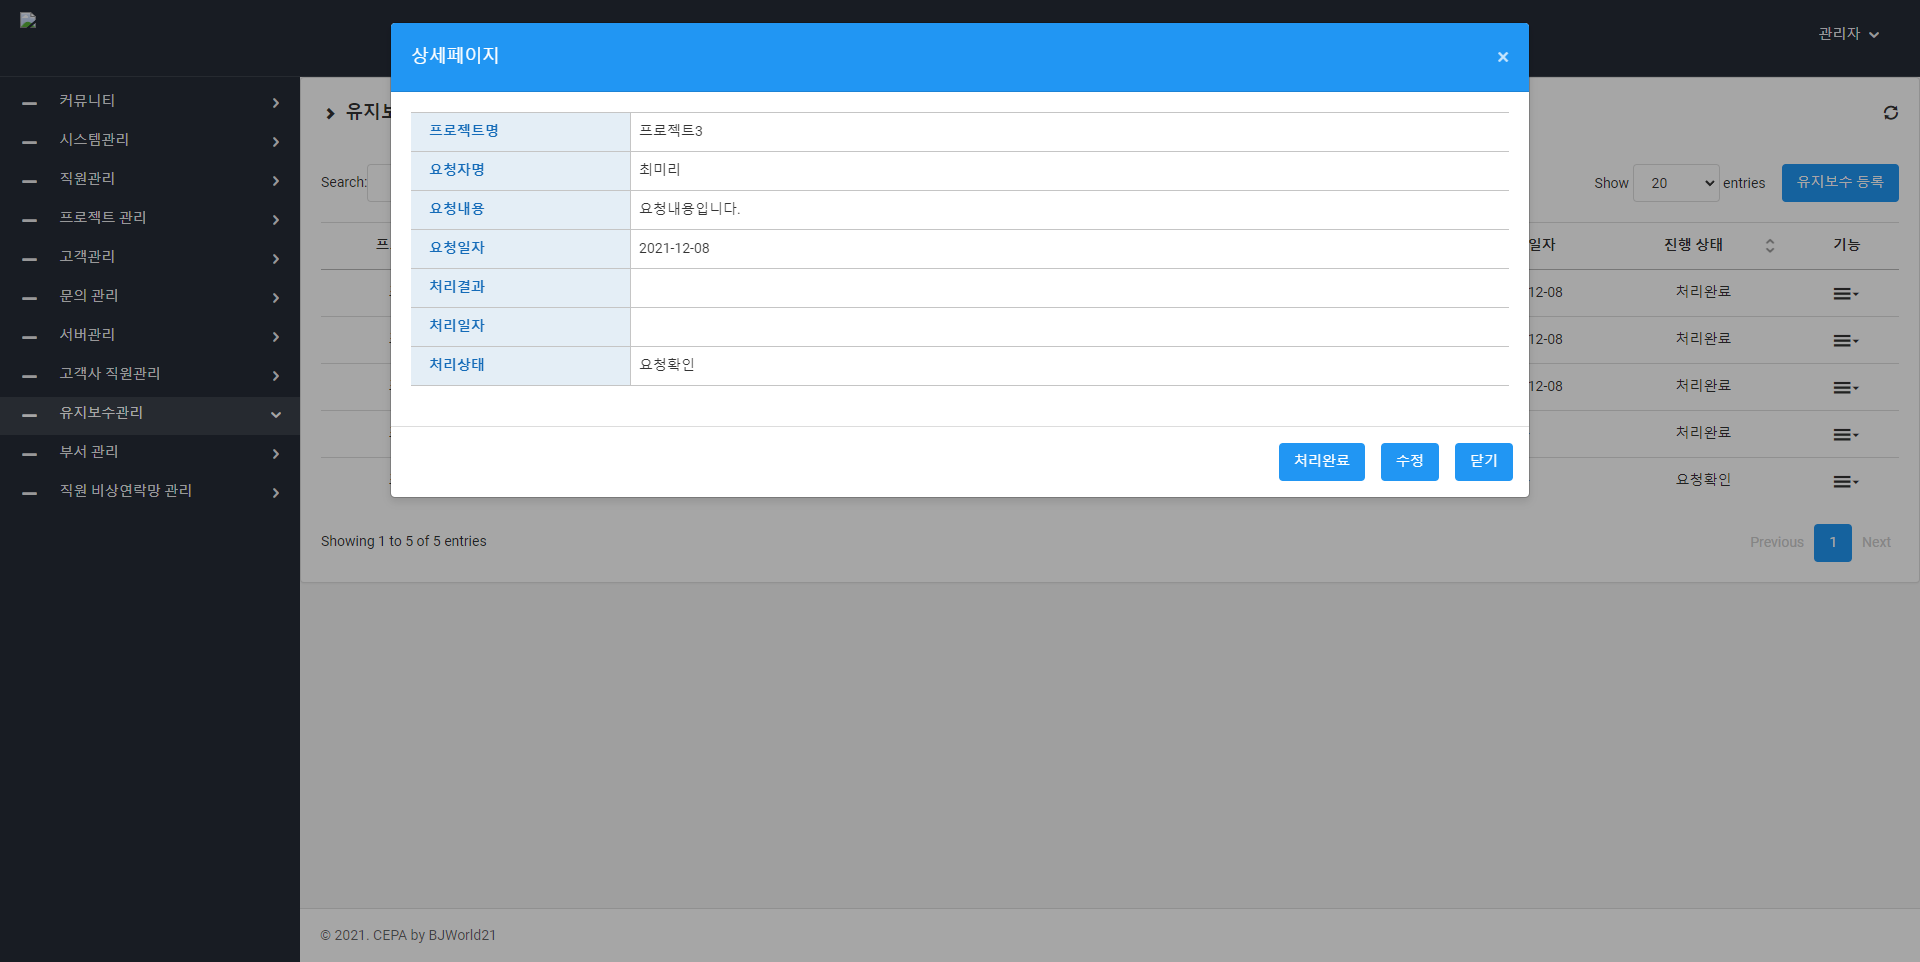 관리자
상세페이지
×
커뮤니티
시스템관리
직원관리
프로젝트 관리
고객관리
문의 관리
서버관리
고객사 직원관리
유지보수관리
부서 관리
직원 비상연락망 관리
유지보
Search:
Show 20 entries 유지보수 등록
프로젝트명 프로젝트3
요청자명 최미리
요청내용 요청내용입니다.
요청일자 2021-12-08
처리결과
처리일자
처리상태 요청확인
처리완료 수정 닫기
프 일자 진행 상태 기능
12-08 처리완료
12-08 처리완료
12-08 처리완료
처리완료
요청확인
Showing 1 to 5 of 5 entries
Previous 1 Next
© 2021. CEPA by BJWorld21